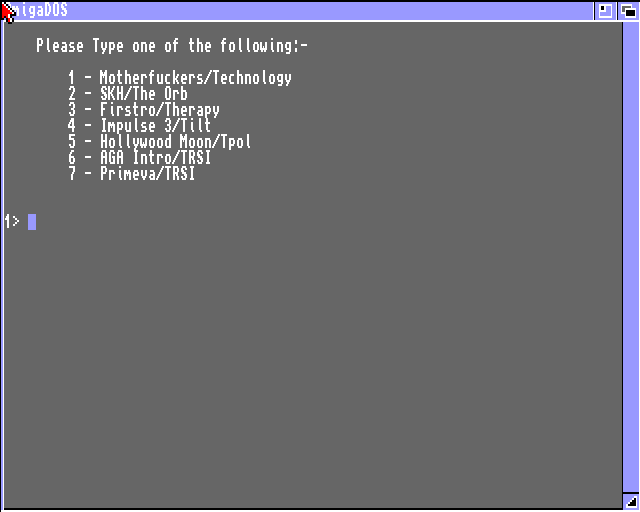 migaDOS
Please Type one of the following:-
1 - Motherfuckers/Technology
2 - SKH/The Orb
3 - Firstro/Therapy
4 - Impulse 3/Tilt
5 - Hollywood Moon/Tpol
6 - AGA Intro/TRSI
7 - Primeva/TRSI
1>